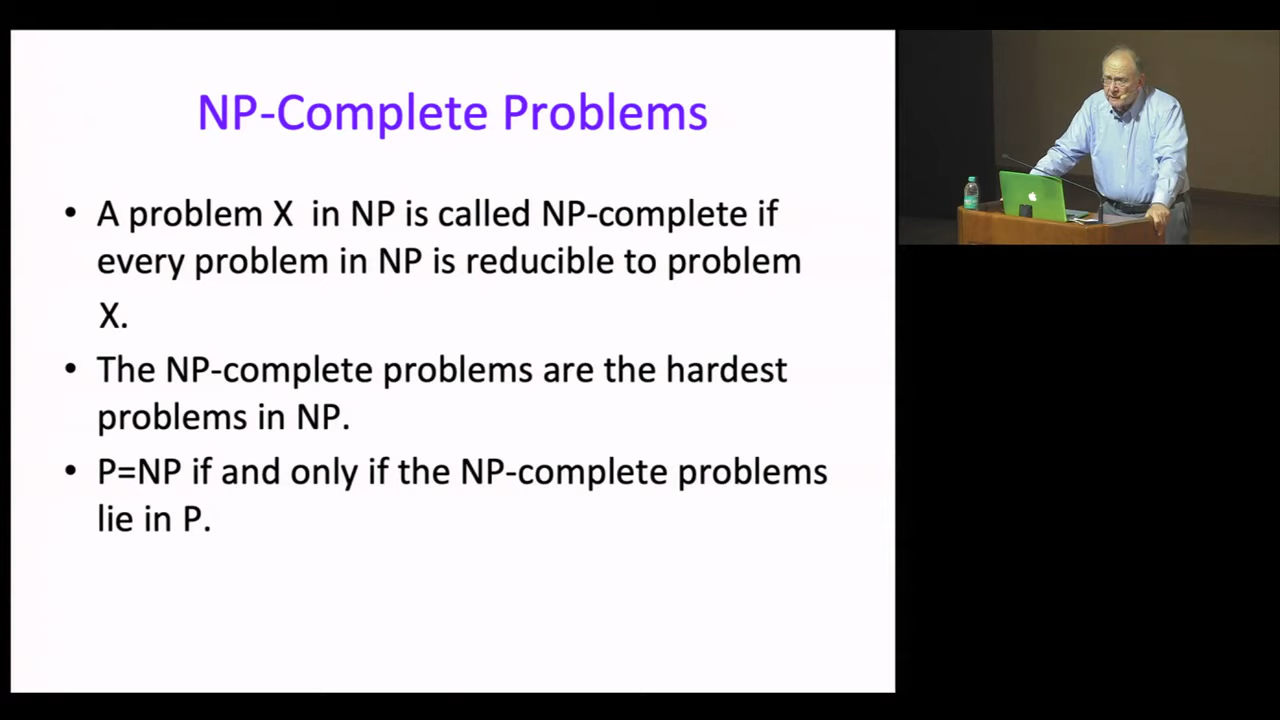 NP-Complete Problems
• A problem X in NP is called NP-complete if
every problem in NP is reducible to problem
X.
• The NP-complete problems are the hardest
problems in NP.
• P=NP if and only if the NP-complete problems
lie in P.